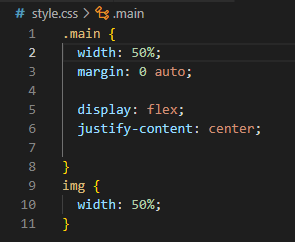 # style.css > .main
1 .main {
2 width: 50%;
3 margin: 0 auto;
4
5 display: flex;
6 justify-content: center;
7
8 }
9 img {
10 width: 50%;
11 }